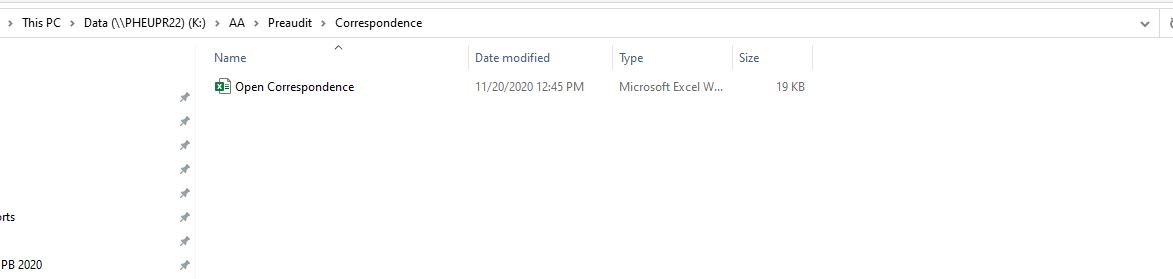 This PC > Data (\\PHEUPR22) (K:) > AA > Preaudit > Correspondence
Name Date modified Type Size
Open Correspondence 11/20/2020 12:45 PM Microsoft Excel W... 19 KB
orts
PB 2020